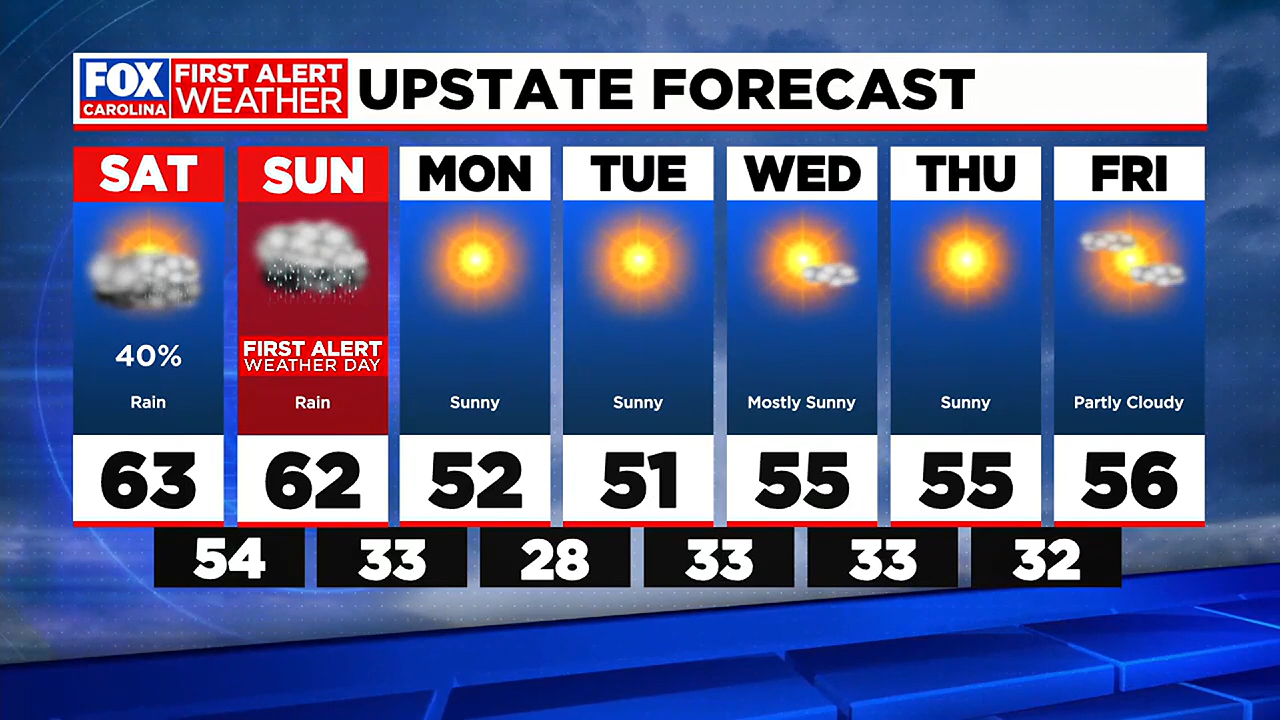 FOX
CAROLINA
FIRST ALERT
WEATHER
UPSTATE FORECAST
SAT
SUN
MON
TUE
WED
THU
FRI
40%
FIRST ALERT
WEATHER DAY
Rain
Rain
Sunny
Sunny
Mostly Sunny
Sunny
Partly Cloudy
63
62
52
51
55
55
56
54
33
28
33
33
32